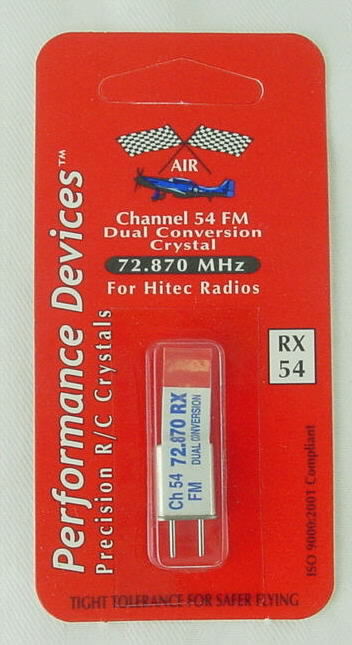 AIR
Channel 54 FM
Dual Conversion
Crystal
72.870 MHz
For Hitec Radios
Performance Devices™
Precision R/C Crystals
RX
54
Ch 54 72.870 RX
FM DUAL CONVERSION
ISO 9000:2001 Compliant
TIGHT TOLERANCE FOR SAFER FLYING